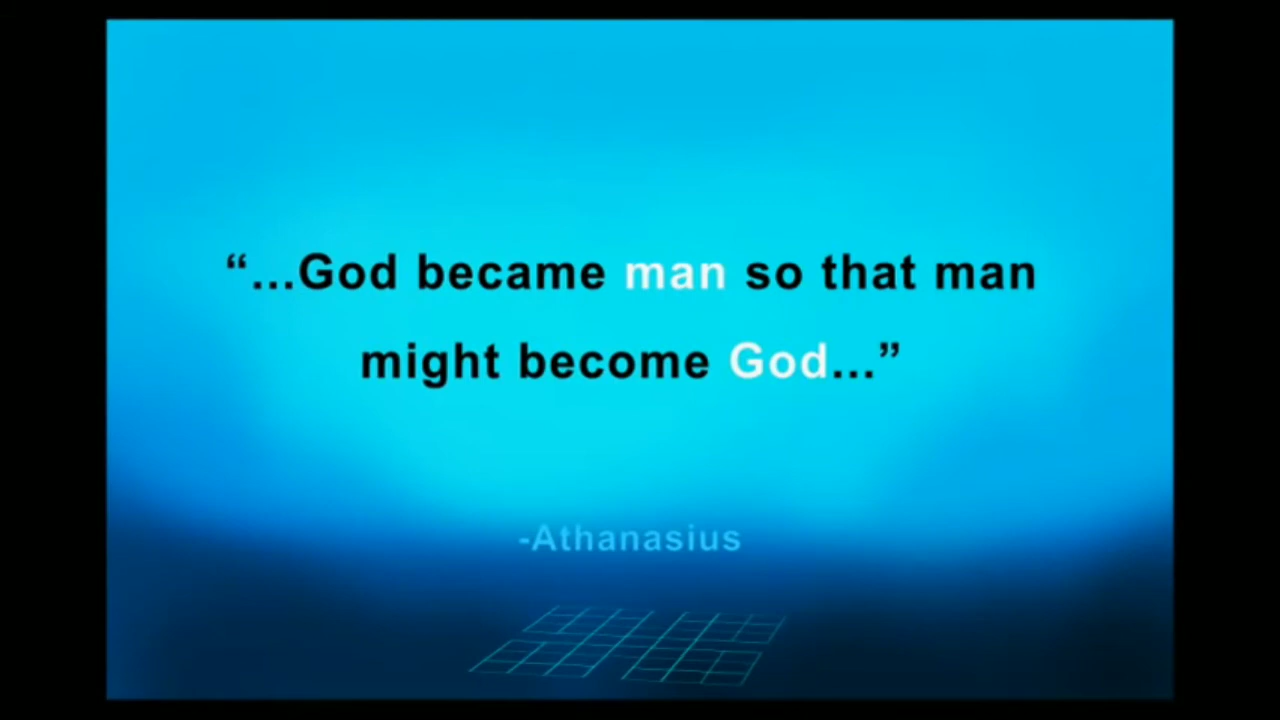 “...God became man so that man
might become God...”
-Athanasius